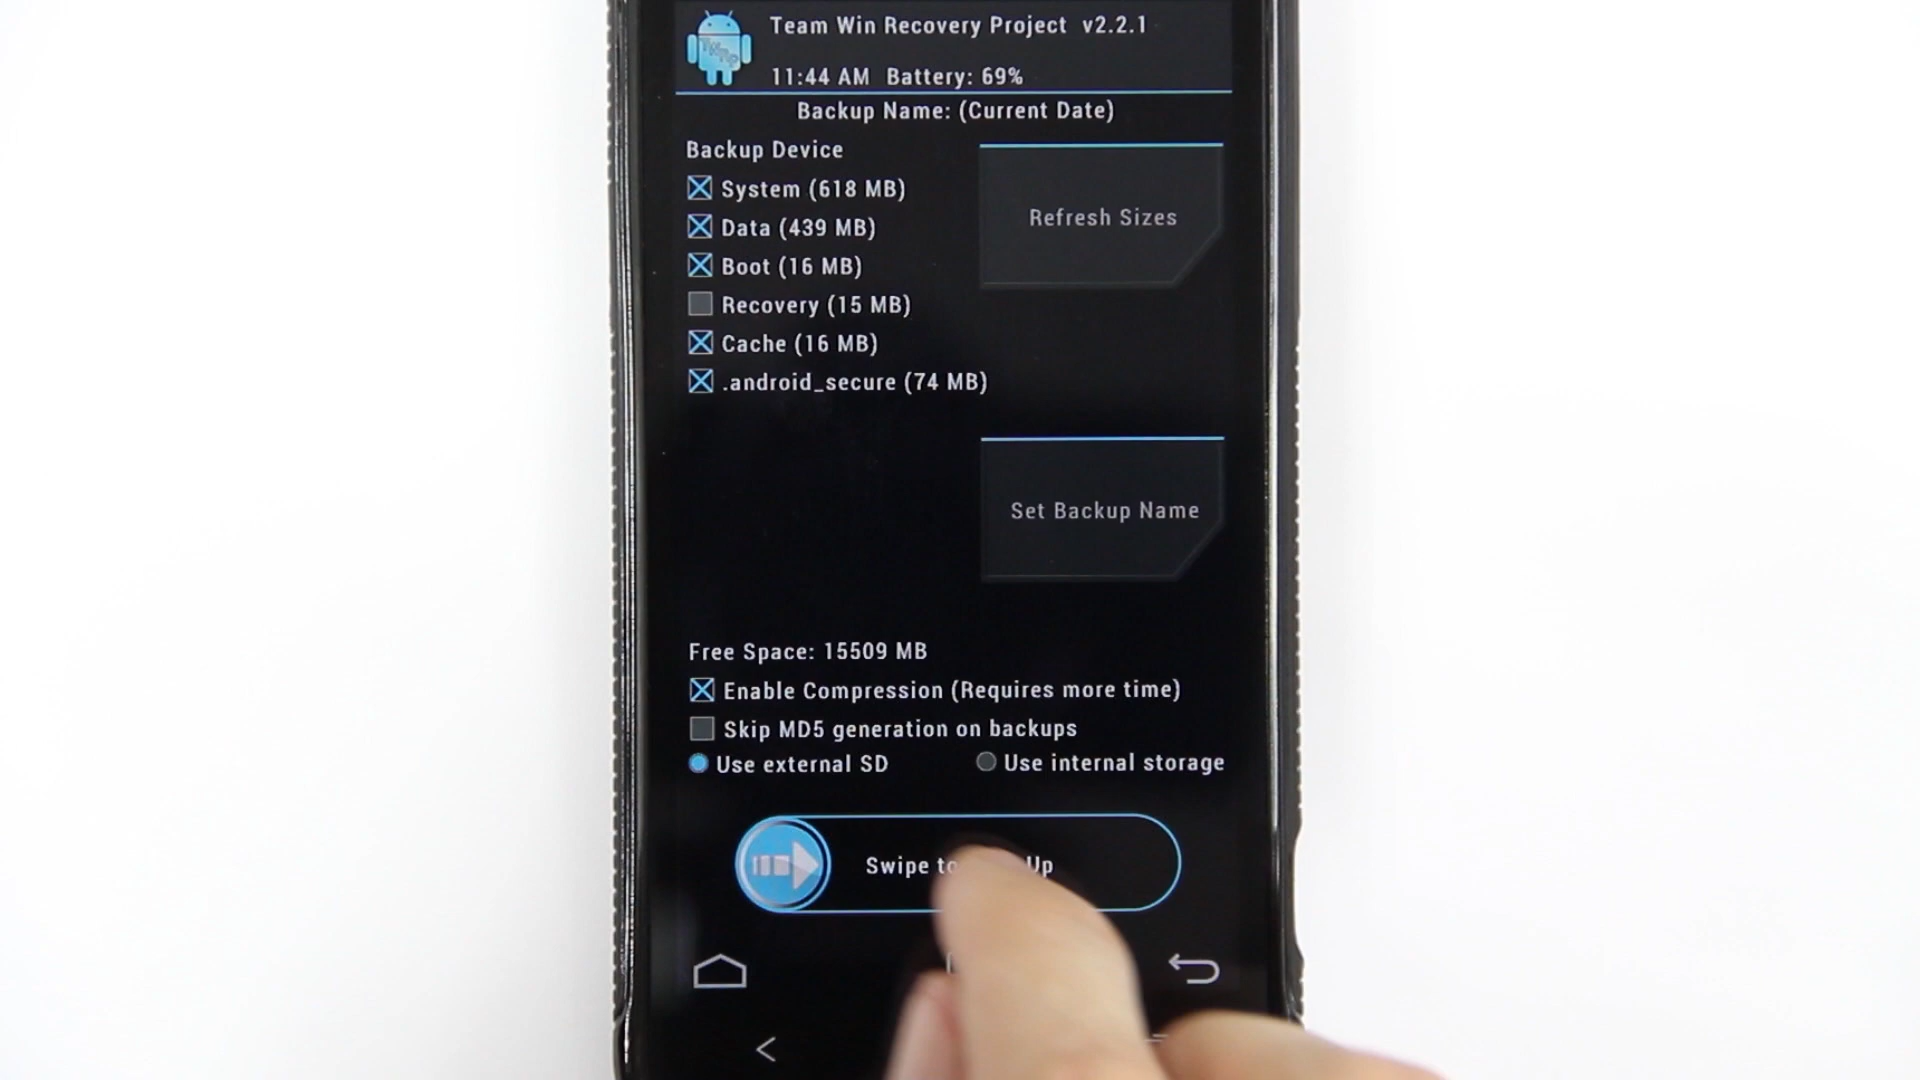 Team Win Recovery Project v2.2.1
11:44 AM Battery: 69%
Backup Name: (Current Date)
Backup Device
System (618 MB)
Data (439 MB)
Boot (16 MB)
Recovery (15 MB)
Cache (16 MB)
.android_secure (74 MB)
Refresh Sizes
Set Backup Name
Free Space: 15509 MB
Enable Compression (Requires more time)
Skip MD5 generation on backups
Use external SD
Use internal storage
Swipe to Up